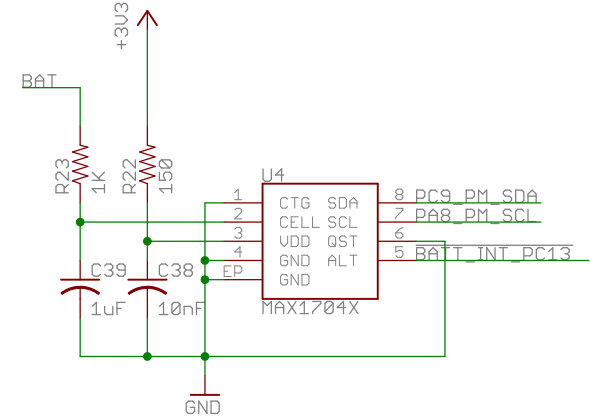 +3V3
BAT
R23
1K
R22
150
U4
1 CTG SDA 8 PC9_PM_SDA
2 CELL SCL 7 PA8_PM_SCL
3 VDD QST 6
4 GND ALT 5 BATT_INT_PC13
EP GND
C39
C38
1uF
10nF
MAX1704X
GND